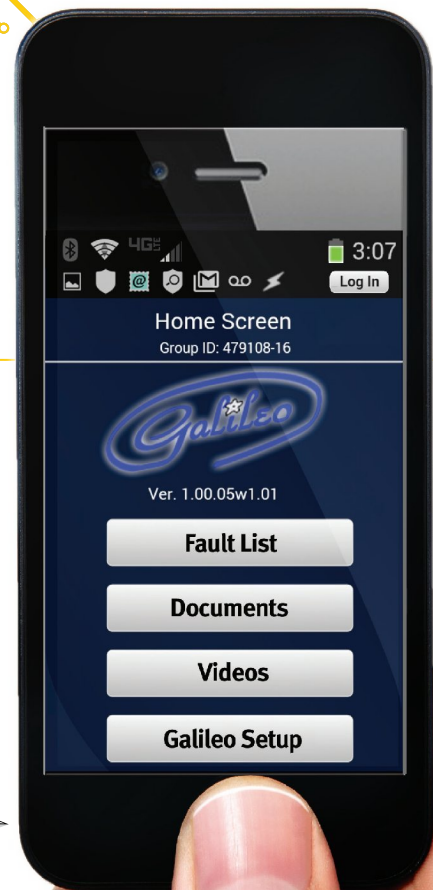 4G
3:07
Log In
Home Screen
Group ID: 479108-16
Galileo
Ver. 1.00.05w1.01
Fault List
Documents
Videos
Galileo Setup